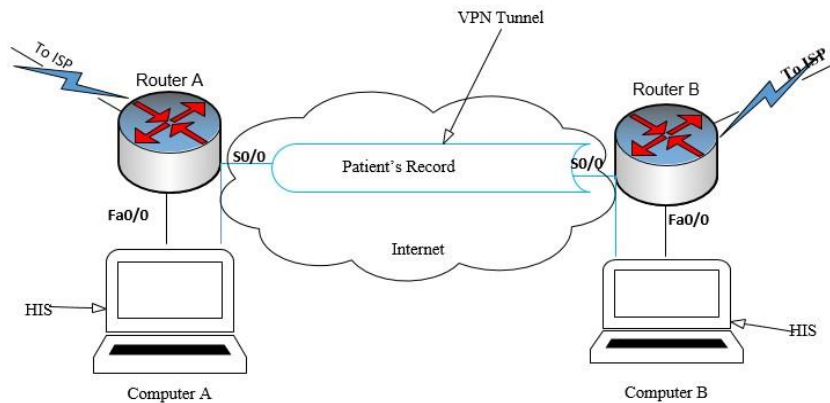 VPN Tunnel
To ISP
To ISP
Router A
Router B
S0/0
Patient's Record
S0/0
Fa0/0
Fa0/0
Internet
HIS
HIS
Computer A
Computer B